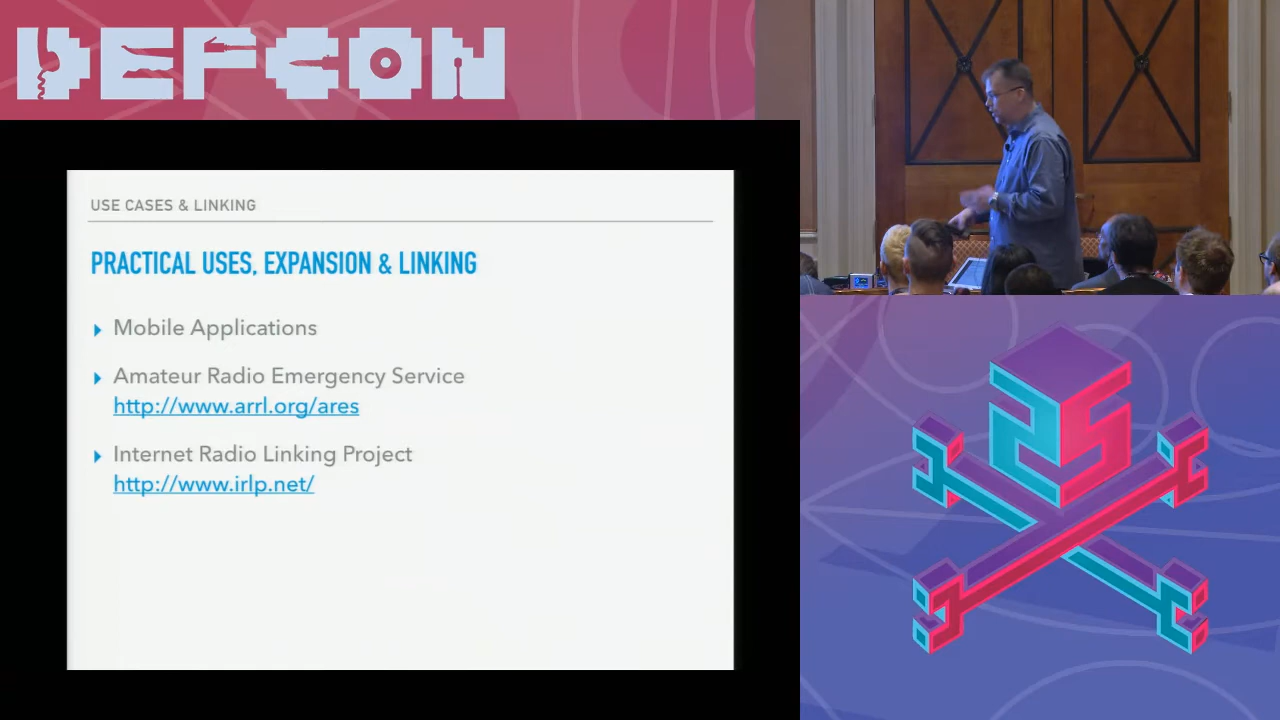 DEFCON
USE CASES & LINKING
PRACTICAL USES, EXPANSION & LINKING
Mobile Applications
Amateur Radio Emergency Service
http://www.arrl.org/ares
Internet Radio Linking Project
http://www.irlp.net/
25